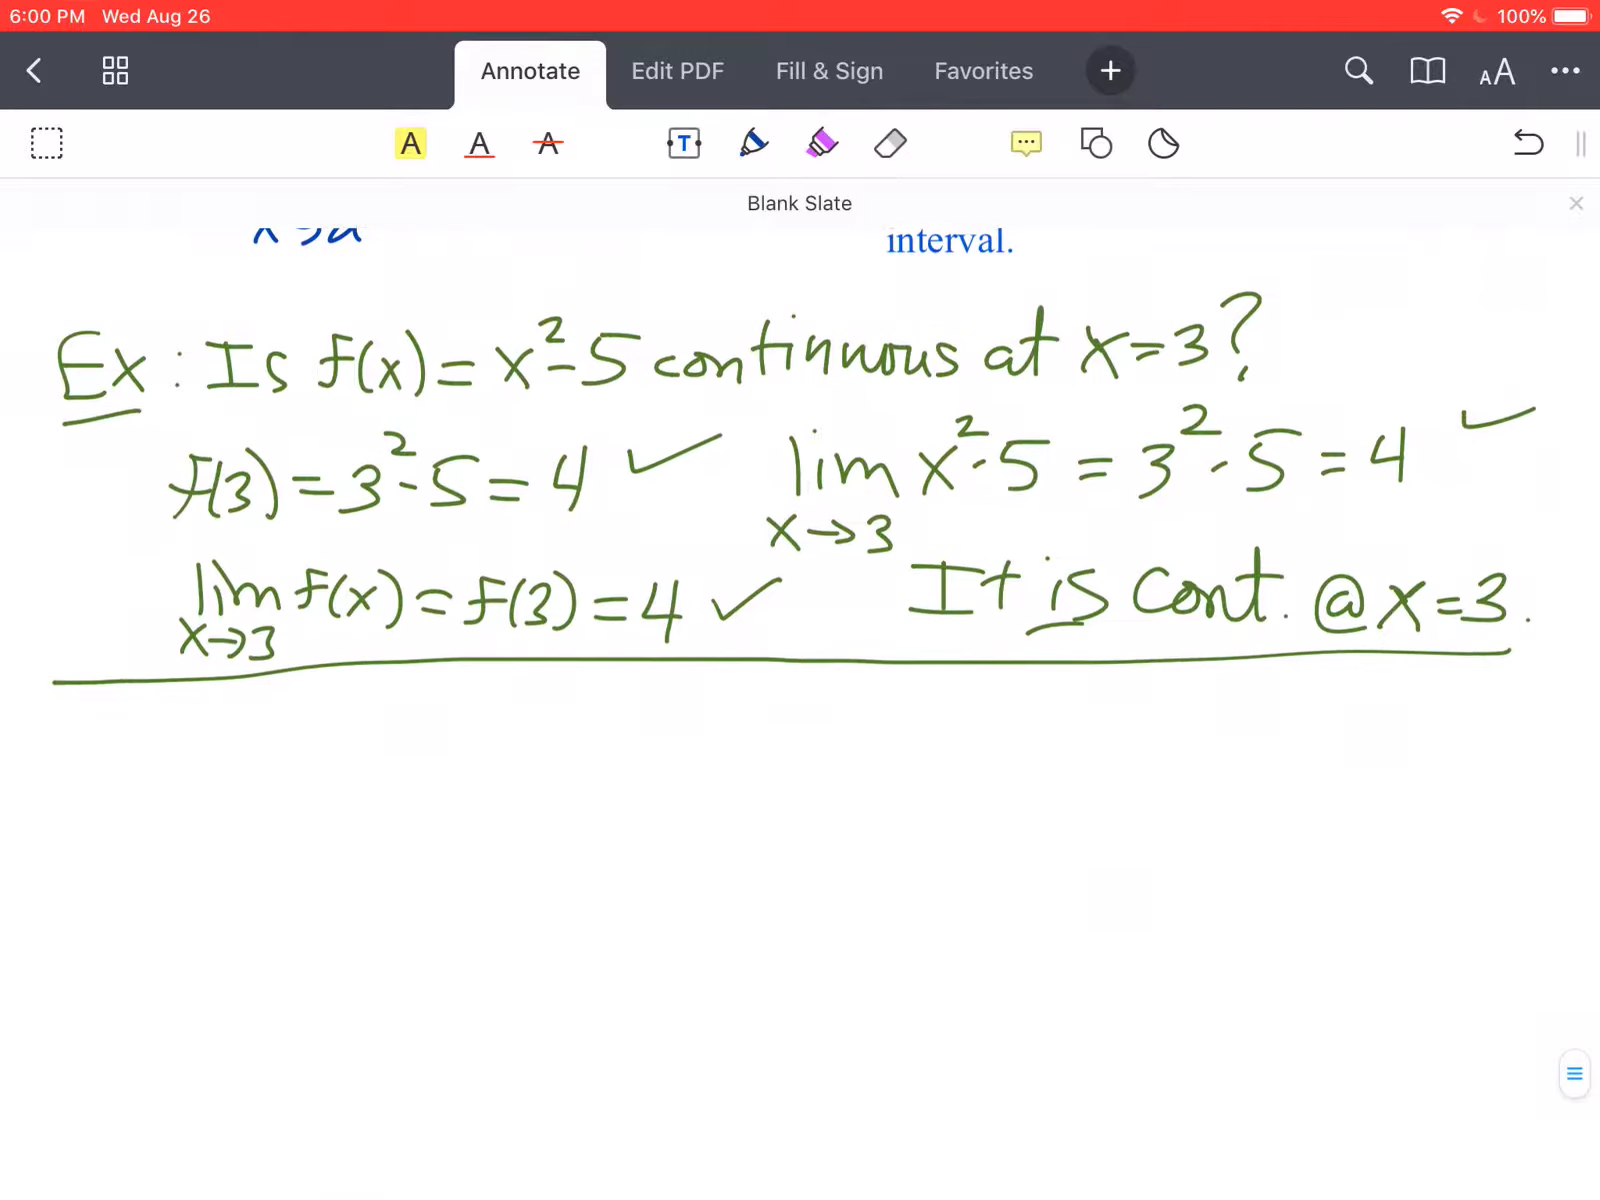 6:00 PM Wed Aug 26 100%
Annotate Edit PDF Fill & Sign Favorites
Blank Slate
x→a interval.
Ex: Is f(x) = x²-5 continuous at x=3?
f(3) = 3²-5 = 4 ✓ lim x²-5 = 3²-5 = 4 ✓
x→3
lim f(x) = f(3) = 4 ✓ It is cont. @ x=3.
x→3